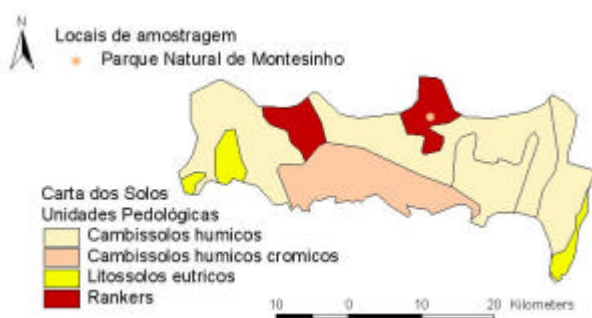 N
Locais de amostragem
Parque Natural de Montesinho
Carta dos Solos
Unidades Pedológicas
Cambissolos humicos
Cambissolos humicos cromicos
Litossolos eutricos
Rankers
10 0 10 20 Kilometers